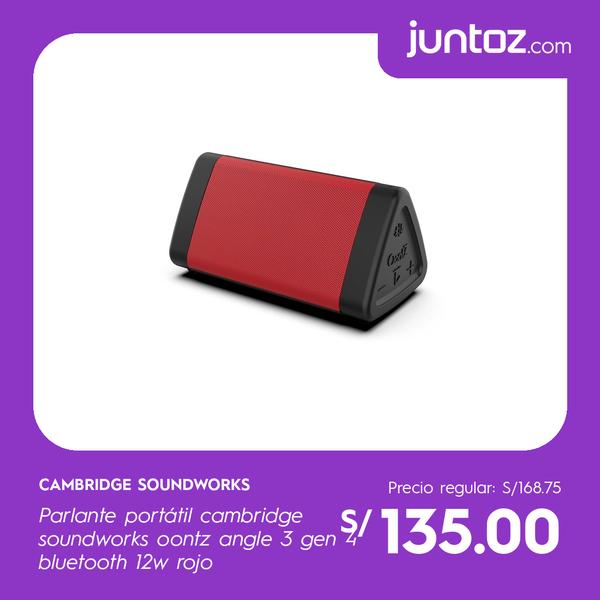 juntoz.com
OontZ
CAMBRIDGE SOUNDWORKS
Parlante portátil cambridge
soundworks oontz angle 3 gen 4
bluetooth 12w rojo
Precio regular: S/168.75
S/135.00